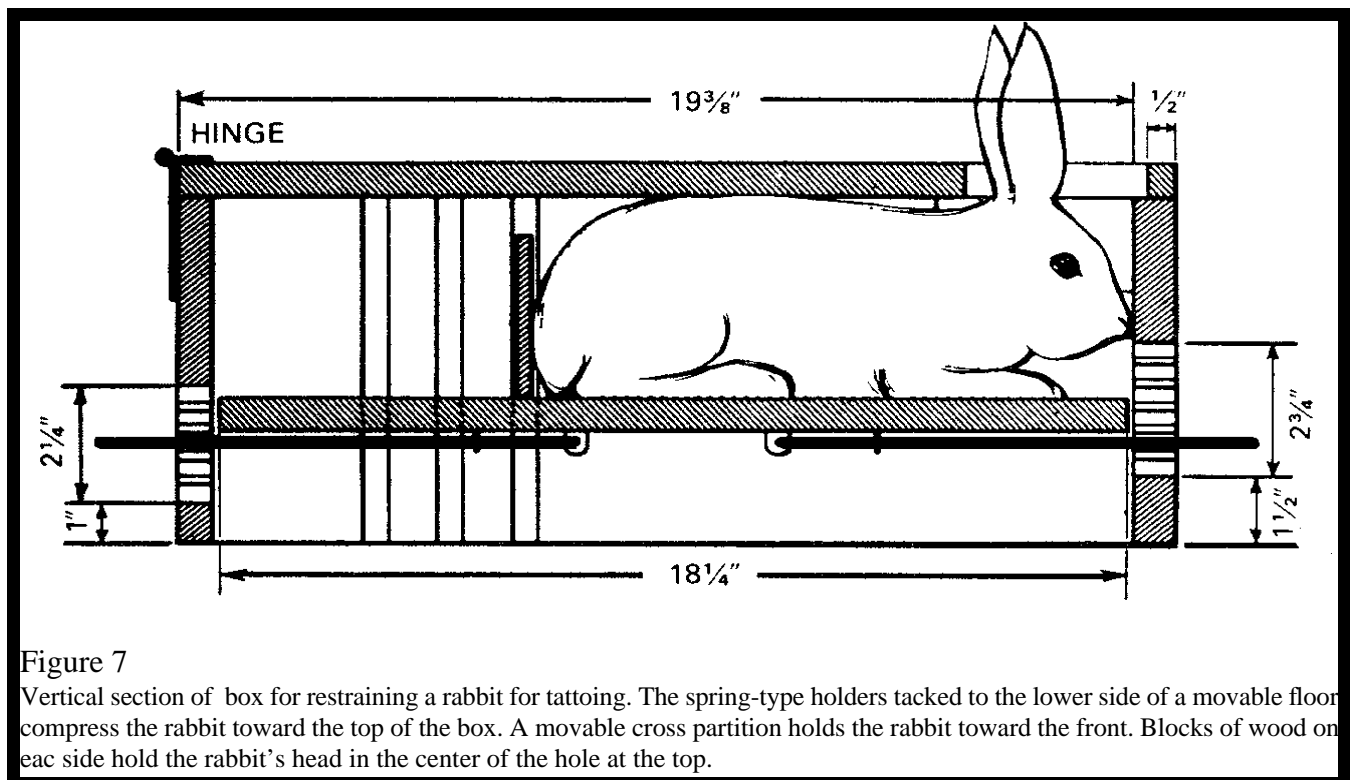 19⅜"
½"
HINGE
2¼"
1"
2¾"
1½"
18¼"
Figure 7
Vertical section of box for restraining a rabbit for tattoing. The spring-type holders tacked to the lower side of a movable floor
compress the rabbit toward the top of the box. A movable cross partition holds the rabbit toward the front. Blocks of wood on
eac side hold the rabbit's head in the center of the hole at the top.